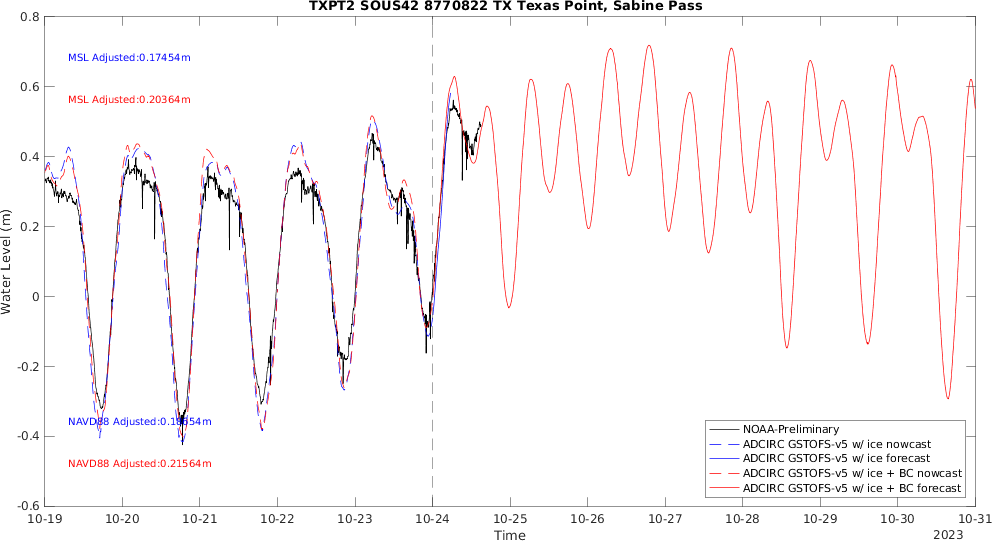 TXPT2 SOUS42 8770822 TX Texas Point, Sabine Pass
0.8
0.6
0.4
0.2
0
-0.2
-0.4
-0.6
Water Level (m)
MSL Adjusted:0.17454m
MSL Adjusted:0.20364m
NAVD88 Adjusted:0.18654m
NAVD88 Adjusted:0.21564m
NOAA-Preliminary
ADCIRC GSTOFS-v5 w/ ice nowcast
ADCIRC GSTOFS-v5 w/ ice forecast
ADCIRC GSTOFS-v5 w/ ice + BC nowcast
ADCIRC GSTOFS-v5 w/ ice + BC forecast
10-19 10-20 10-21 10-22 10-23 10-24 10-25 10-26 10-27 10-28 10-29 10-30 10-31
Time
2023